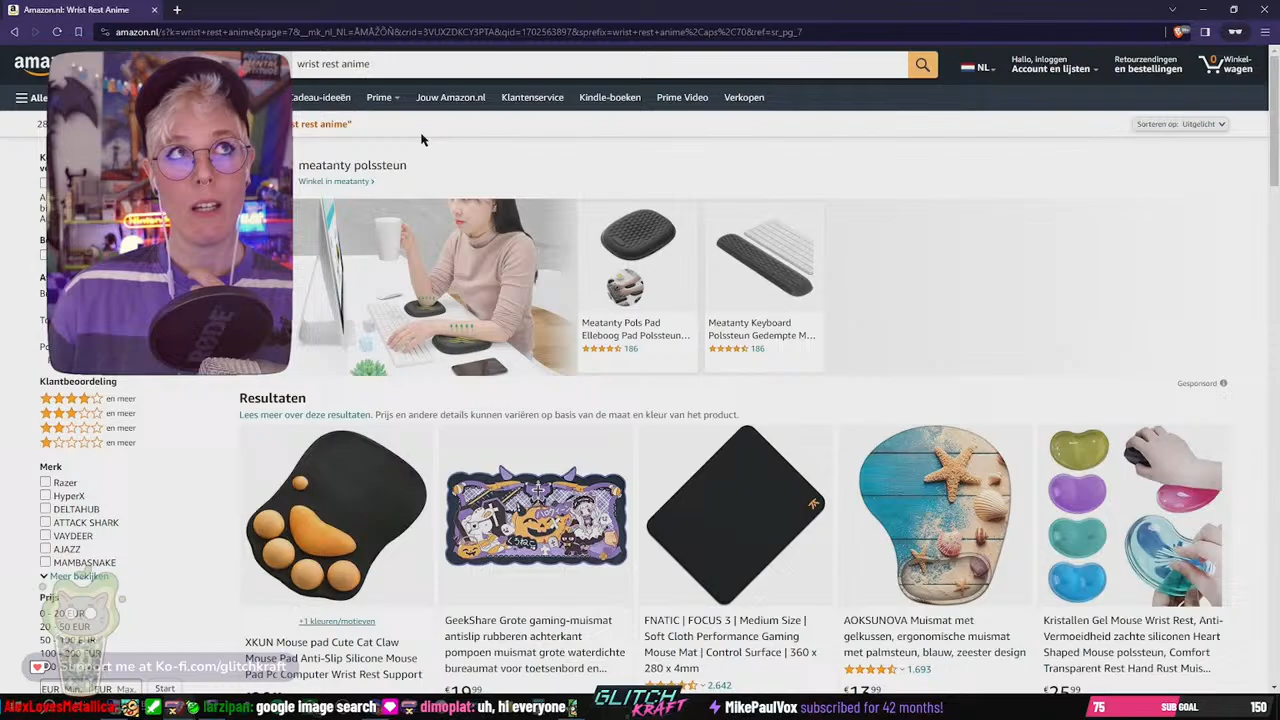 Amazon.nl: Wrist Rest Anime
amazon.nl/s?k=wrist+rest+anime&page=7&__mk_nl_NL=ÅMÅŽÕÑ&crid=3VUXZDKCY3PTA&qid=1702563897&sprefix=wrist+rest+anime%2Caps%2C70&ref=sr_pg_7
wrist rest anime
NL
Hallo, inloggen
Account en lijsten
Retourzendingen
en bestellingen
0
Winkel-
wagen
Alle
Cadeau-ideeën
Prime
Jouw Amazon.nl
Klantenservice
Kindle-boeken
Prime Video
Verkopen
rest anime"
Sorteren op: Uitgelicht
meatanty polssteun
Winkel in meatanty ›
Meatanty Pols Pad
Elleboog Pad Polssteun...
186
Meatanty Keyboard
Polssteun Gedempte M...
186
Gesponsord
RØDE
Klantbeoordeling
en meer
en meer
en meer
en meer
Merk
Razer
HyperX
DELTAHUB
ATTACK SHARK
VAYDEER
AJAZZ
MAMBASNAKE
Meer bekijken
Prijs
0 - 20 EUR
20 - 50 EUR
50 - 100 EUR
EUR Min.
EUR Max.
Start
Resultaten
Lees meer over deze resultaten. Prijs en andere details kunnen variëren op basis van de maat en kleur van het product.
+1 kleuren/motieven
XKUN Mouse pad Cute Cat Claw
Mouse Pad Anti-Slip Silicone Mouse
Pad Pc Computer Wrist Rest Support
GeekShare Grote gaming-muismat
antislip rubberen achterkant
pompoen muismat grote waterdichte
bureaumat voor toetsenbord en...
€19,99
FNATIC | FOCUS 3 | Medium Size |
Soft Cloth Performance Gaming
Mouse Mat | Control Surface | 360
x 280 x 4mm
2.642
AOKSUNOVA Muismat met
gelkussen, ergonomische muismat
met palmsteun, blauw, zeester design
1.693
€13,99
Kristallen Gel Mouse Wrist Rest, Anti-
Vermoeidheid zachte siliconen Heart
Shaped Mouse polssteun, Comfort
Transparent Rest Hand Rust Muis...
€25,99
Support me at Ko-fi.com/glitchkraft
AlexLovesMetallica
larzipan: google image search
dimoplat: uh, hi everyone
GLITCH
KRAFT
MikePaulVox subscribed for 42 months!
75
SUB GOAL
150